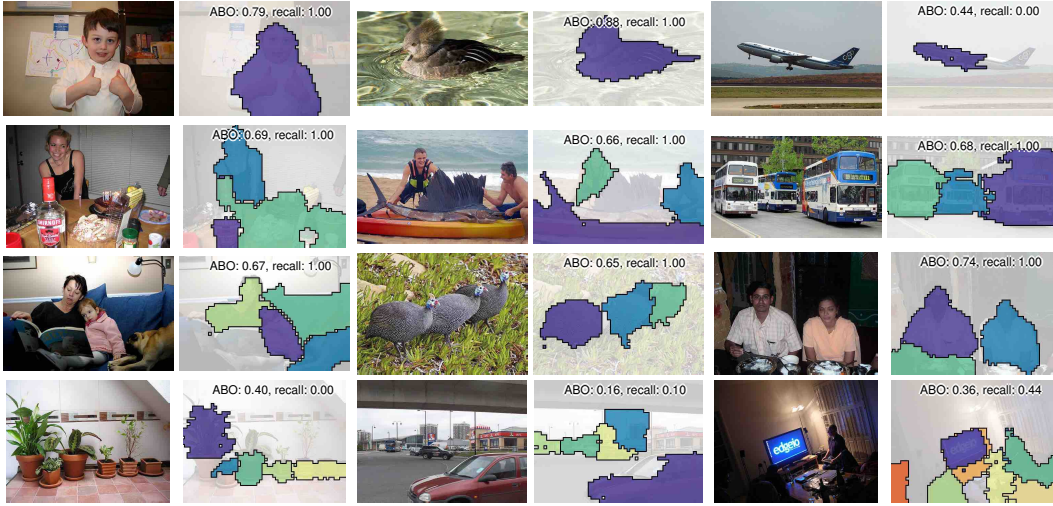 ABO: 0.79, recall: 1.00
ABO: 0.88, recall: 1.00
ABO: 0.44, recall: 0.00
ABO: 0.69, recall: 1.00
ABO: 0.66, recall: 1.00
ABO: 0.68, recall: 1.00
SMIRNOFF
ABO: 0.67, recall: 1.00
ABO: 0.65, recall: 1.00
ABO: 0.74, recall: 1.00
ABO: 0.40, recall: 0.00
ABO: 0.16, recall: 0.10
ABO: 0.36, recall: 0.44
edgeio